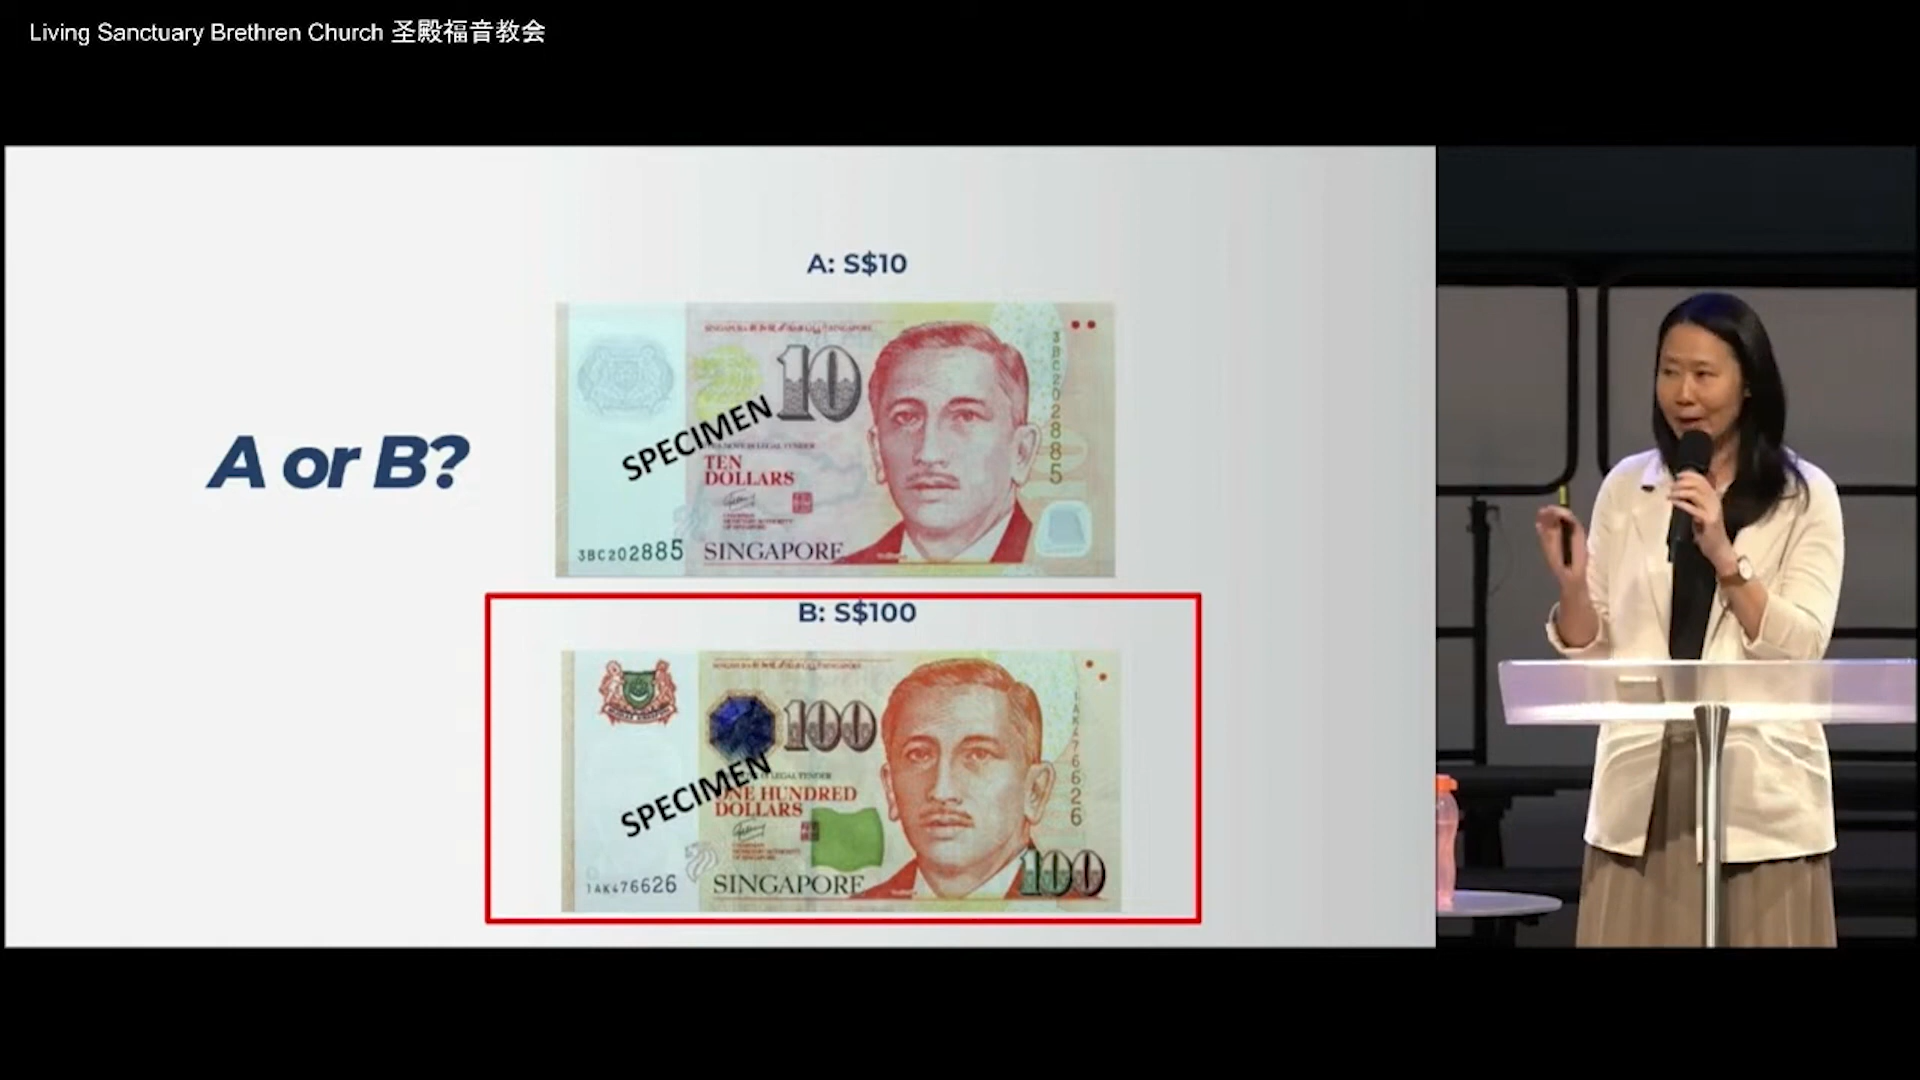 Living Sanctuary Brethren Church 圣殿福音教会
A or B?
A: S$10
10
SPECIMEN
TEN
DOLLARS
3BC202885
3BC202885
SINGAPORE
B: S$100
100
SPECIMEN
ONE HUNDRED
DOLLARS
1AK476626
1AK476626
SINGAPORE
100